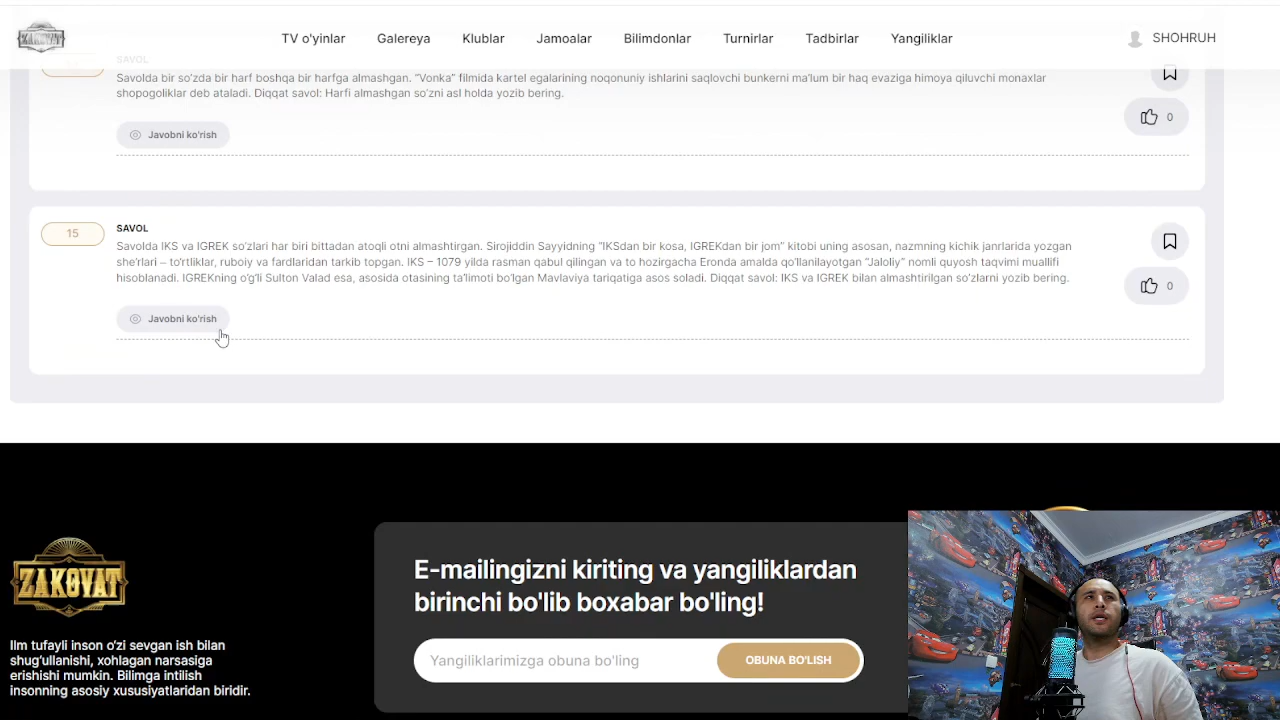 ZAKOVAT
TV o'yinlar
Galereya
Klublar
Jamoalar
Bilimdonlar
Turnirlar
Tadbirlar
Yangiliklar
SHOHRUH
SAVOL
Savolda bir so‘zda bir harf boshqa bir harfga almashgan. “Vonka” filmida kartel egalarining noqonuniy ishlarini saqlovchi bunkerni ma’lum bir haq evaziga himoya qiluvchi monaxlar
shopogoliklar deb ataladi. Diqqat savol: Harfi almashgan so‘zni asl holda yozib bering.
0
Javobni ko'rish
15
SAVOL
Savolda IKS va IGREK so‘zlari har biri bittadan atoqli otni almashtirgan. Sirojiddin Sayyidning “IKSdan bir kosa, IGREKdan bir jom” kitobi uning asosan, nazmning kichik janrlarida yozgan
she’rlari – to‘rtliklar, ruboiy va fardlaridan tarkib topgan. IKS – 1079 yilda rasman qabul qilingan va to hozirgacha Eronda amalda qo‘llanilayotgan “Jaloliy” nomli quyosh taqvimi muallifi
hisoblanadi. IGREKning o‘g‘li Sulton Valad esa, asosida otasining ta’limoti bo‘lgan Mavlaviya tariqatiga asos soladi. Diqqat savol: IKS va IGREK bilan almashtirilgan so‘zlarni yozib bering.
0
Javobni ko'rish
ZAKOVAT
Ilm tufayli inson o‘zi sevgan ish bilan
shug‘ullanishi, xohlagan narsasiga
erishishi mumkin. Bilimga intilish
insonning asosiy xususiyatlaridan biridir.
E-mailingizni kiriting va yangiliklardan
birinchi bo'lib boxabar bo'ling!
Yangiliklarimizga obuna bo'ling
OBUNA BO'LISH